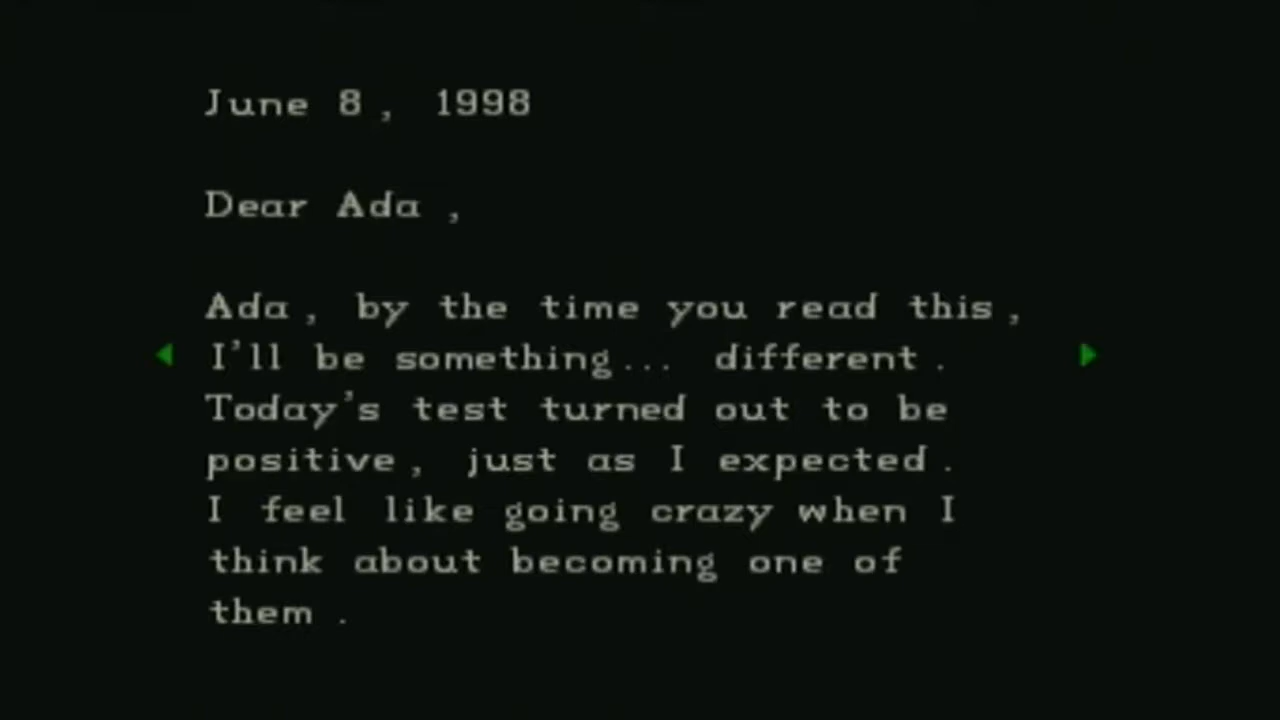 June 8, 1998
Dear Ada,
Ada, by the time you read this,
I'll be something... different.
Today's test turned out to be
positive, just as I expected.
I feel like going crazy when I
think about becoming one of
them.